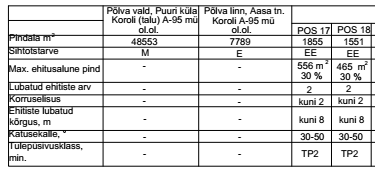 Põlva vald, Puuri küla Põlva linn, Aasa tn.
Koroli (talu) A-95 mü Koroli A-95 mü
ol.ol. ol.ol. POS 17 POS 18
Pindala m² 48553 7789 1855 1551
Sihtotstarve M E EE EE
Max. ehitusalune pind - - 556 m² 465 m²
30 % 30 %
Lubatud ehitiste arv - - 2 2
Korruselisus - - kuni 2 kuni 2
Ehitiste lubatud
kõrgus, m - - kuni 8 kuni 8
Katusekalle, ° - - 30-50 30-50
Tulepüsivusklass,
min. - - TP2 TP2